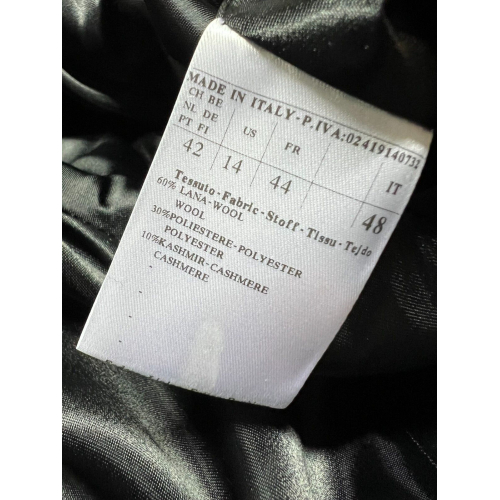 MADE IN ITALY-P.IVA:02419140732
CH BE
NL DE
PT FI
US
FR
IT
42
14
44
48
Tessuto-Fabric-Stoff-Tissu-Tejdo
60% LANA-WOOL
WOOL
30%POLIESTERE-POLYESTER
POLYESTER
10%KASHMIR-CASHMERE
CASHMERE